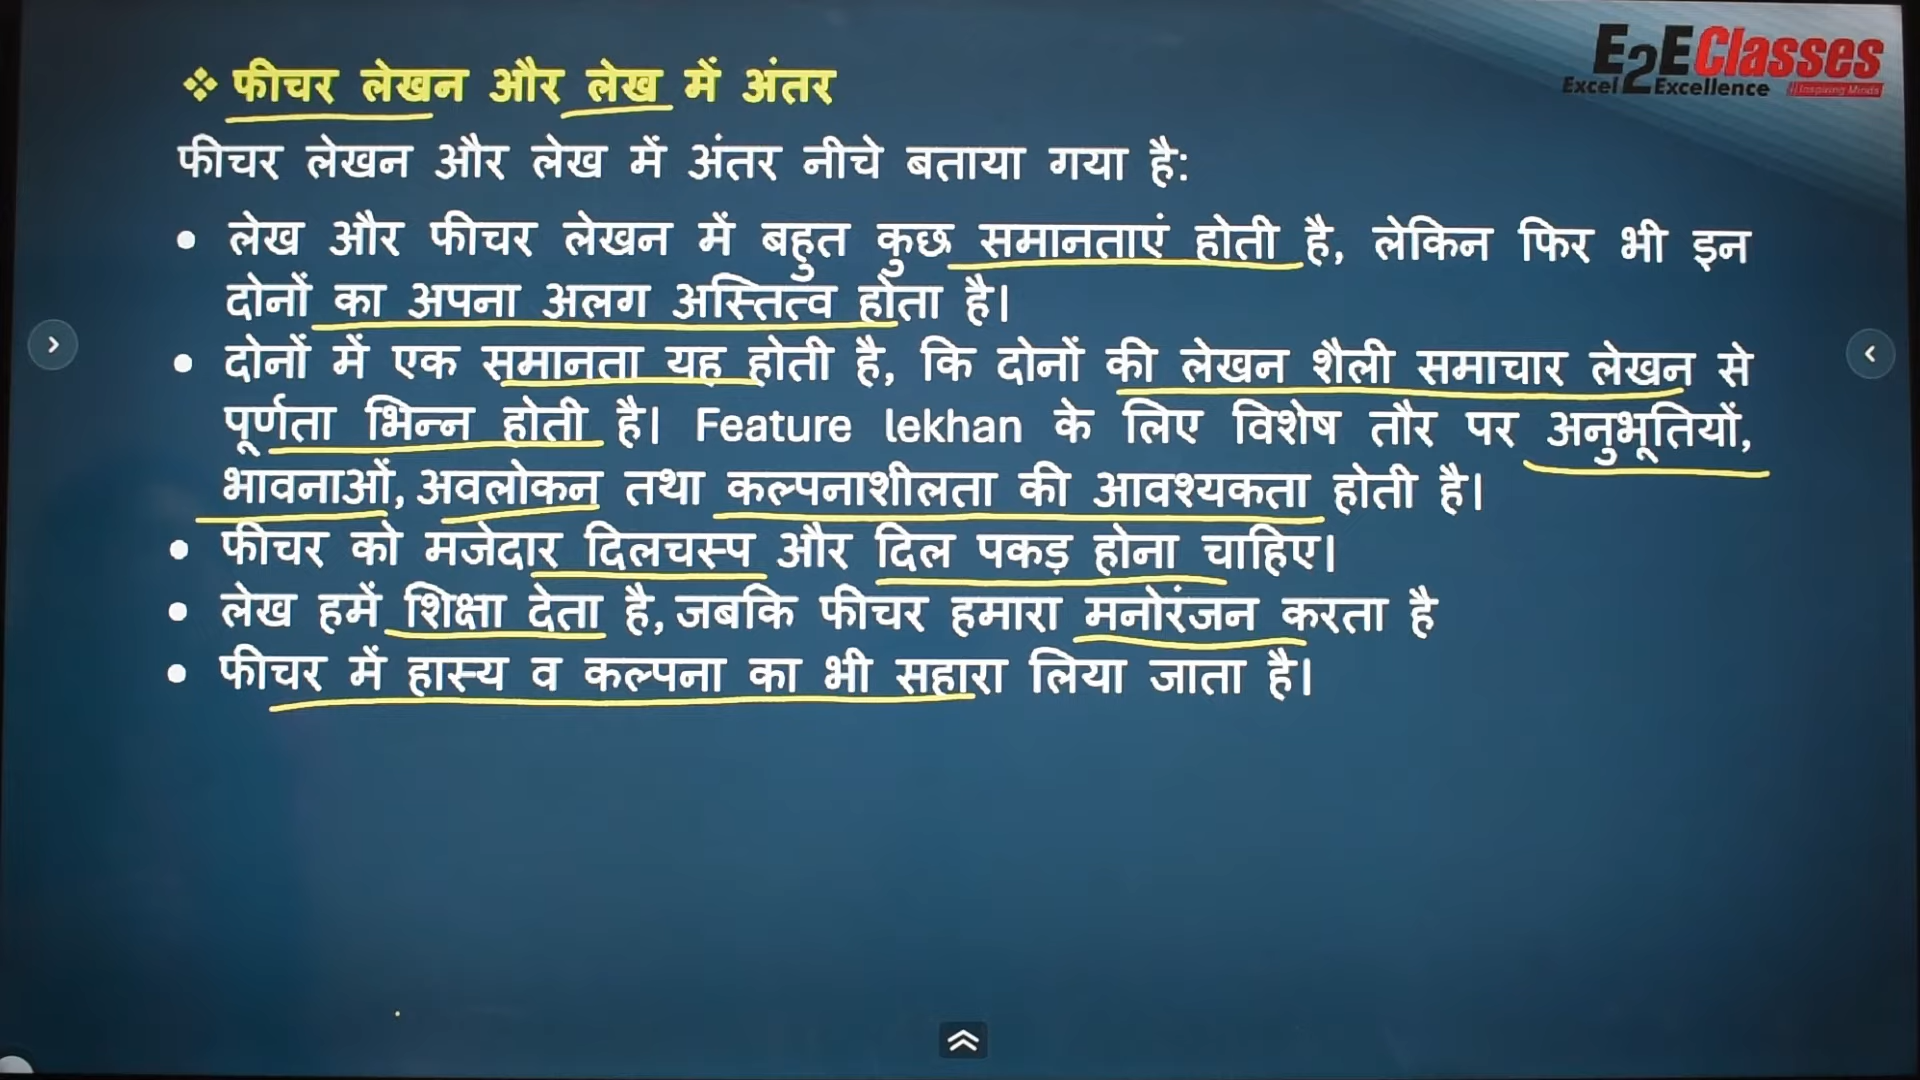 E2E Classes
Excel 2 Excellence Inspiring Minds
❖ फीचर लेखन और लेख में अंतर
फीचर लेखन और लेख में अंतर नीचे बताया गया है:
• लेख और फीचर लेखन में बहुत कुछ समानताएं होती है, लेकिन फिर भी इन
दोनों का अपना अलग अस्तित्व होता है।
• दोनों में एक समानता यह होती है, कि दोनों की लेखन शैली समाचार लेखन से
पूर्णता भिन्न होती है। Feature lekhan के लिए विशेष तौर पर अनुभूतियों,
भावनाओं, अवलोकन तथा कल्पनाशीलता की आवश्यकता होती है।
• फीचर को मजेदार दिलचस्प और दिल पकड़ होना चाहिए।
• लेख हमें शिक्षा देता है, जबकि फीचर हमारा मनोरंजन करता है
• फीचर में हास्य व कल्पना का भी सहारा लिया जाता है।